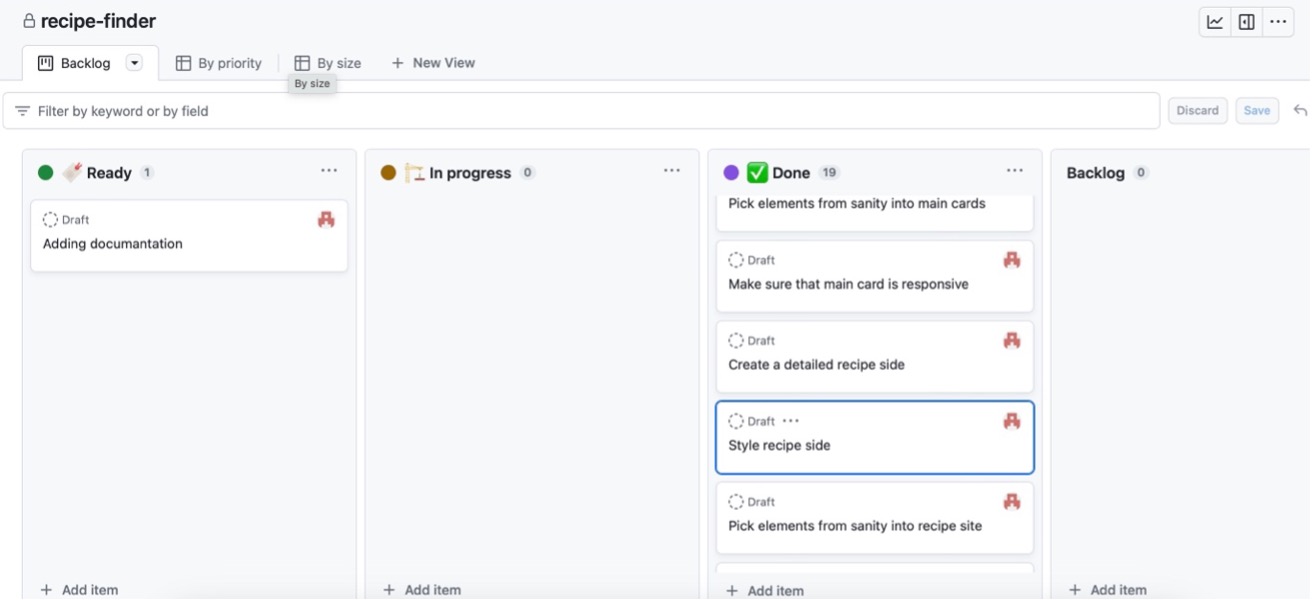 recipe-finder
Backlog
By priority
By size
New View
By size
Filter by keyword or by field
Discard
Save
Ready 1
Draft
Adding documantation
Add item
In progress 0
Add item
Done 19
Pick elements from sanity into main cards
Draft
Make sure that main card is responsive
Draft
Create a detailed recipe side
Draft
Style recipe side
Draft
Pick elements from sanity into recipe site
Add item
Backlog 0
Add item